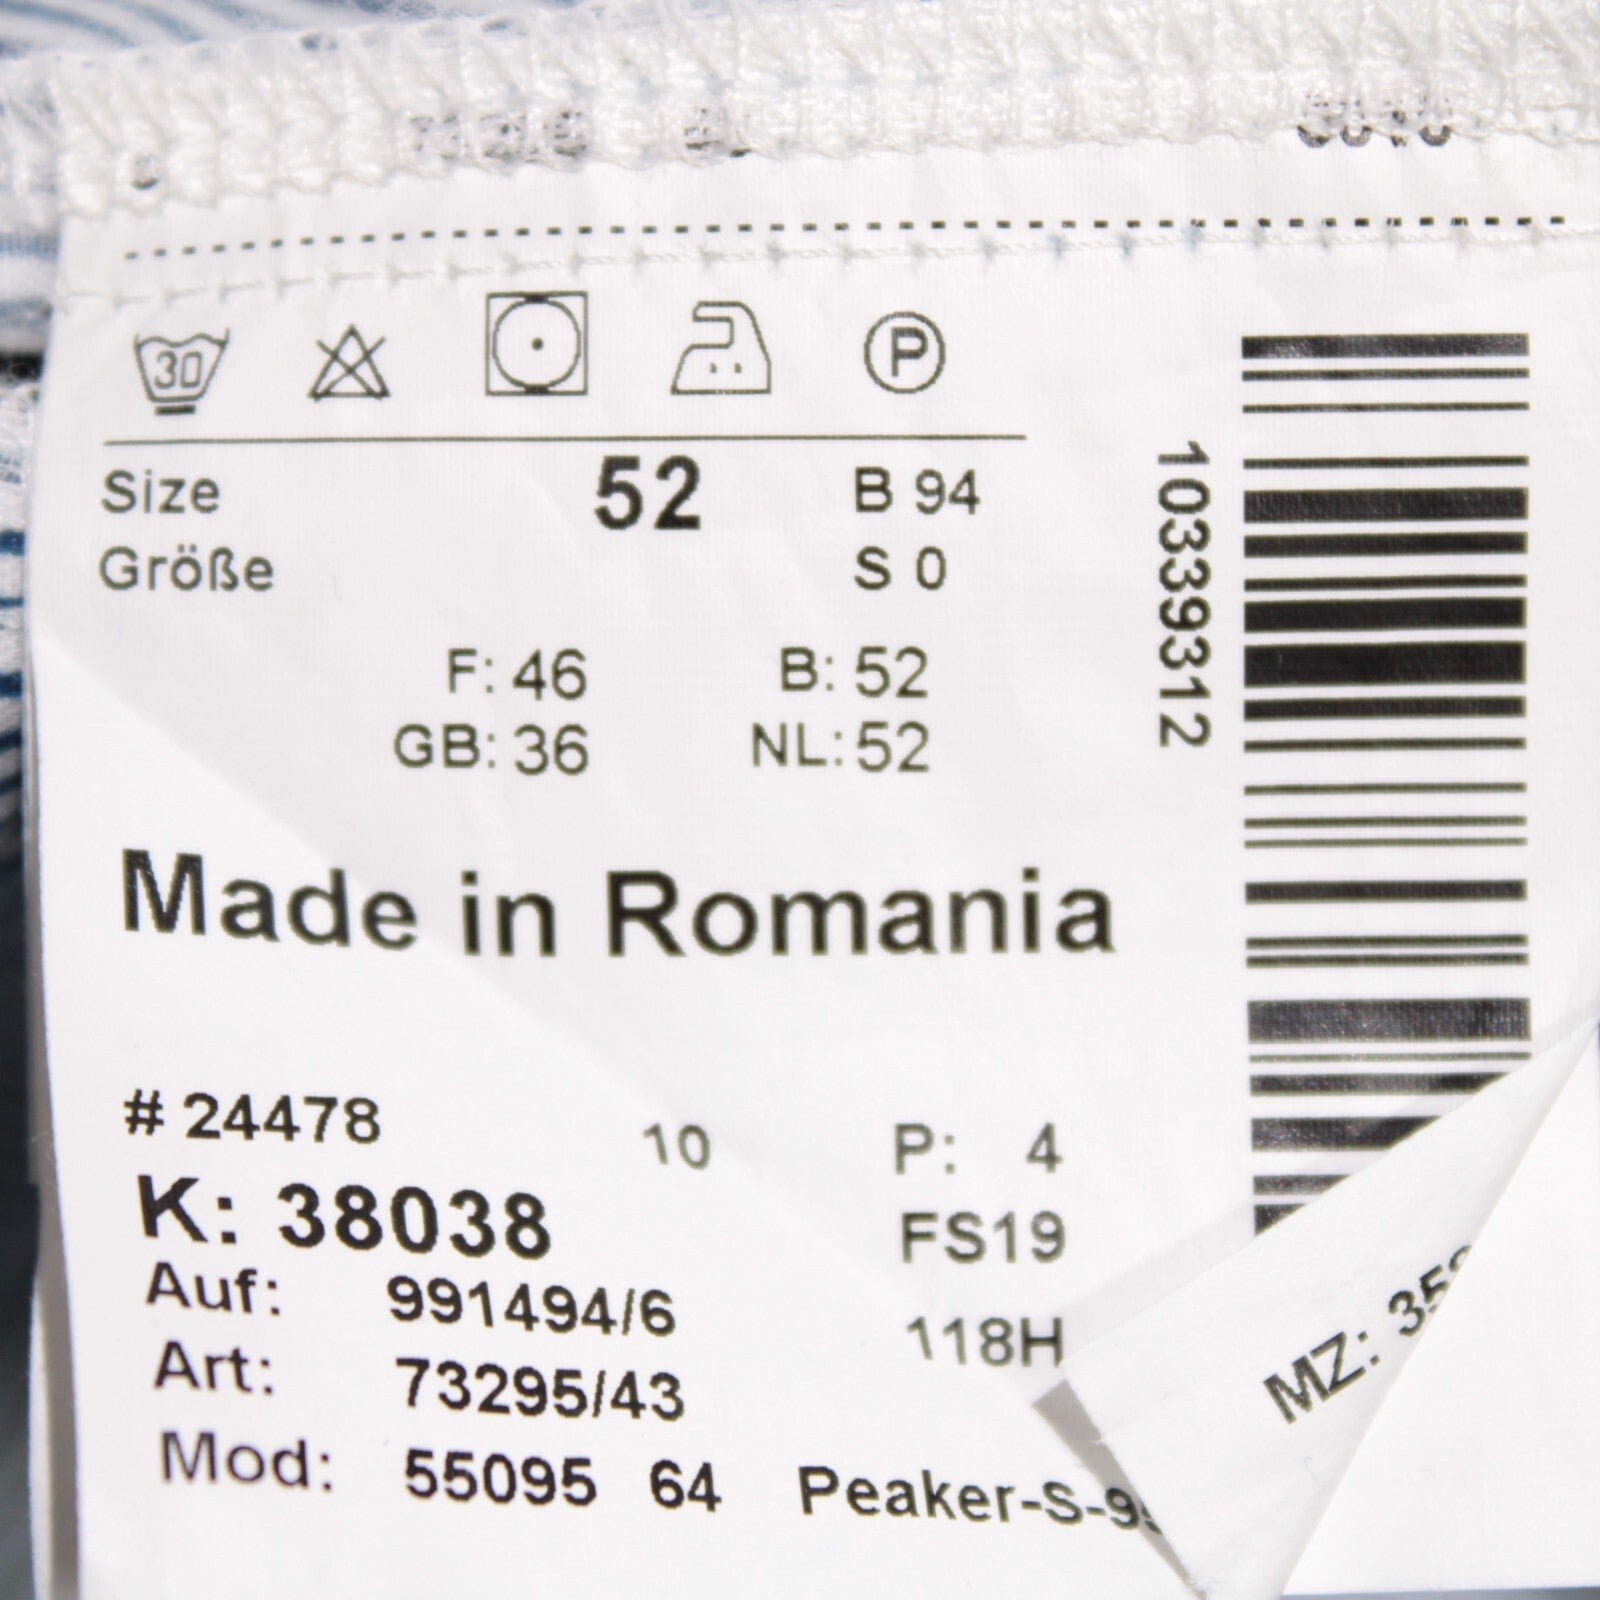 30 P
Size 52 B 94
Größe S 0
F: 46 B: 52
GB: 36 NL: 52
10339312
Made in Romania
# 24478 10 P: 4
K: 38038 FS19
Auf: 991494/6 118H
Art: 73295/43
MZ:
Mod: 55095 64 Peaker-S-